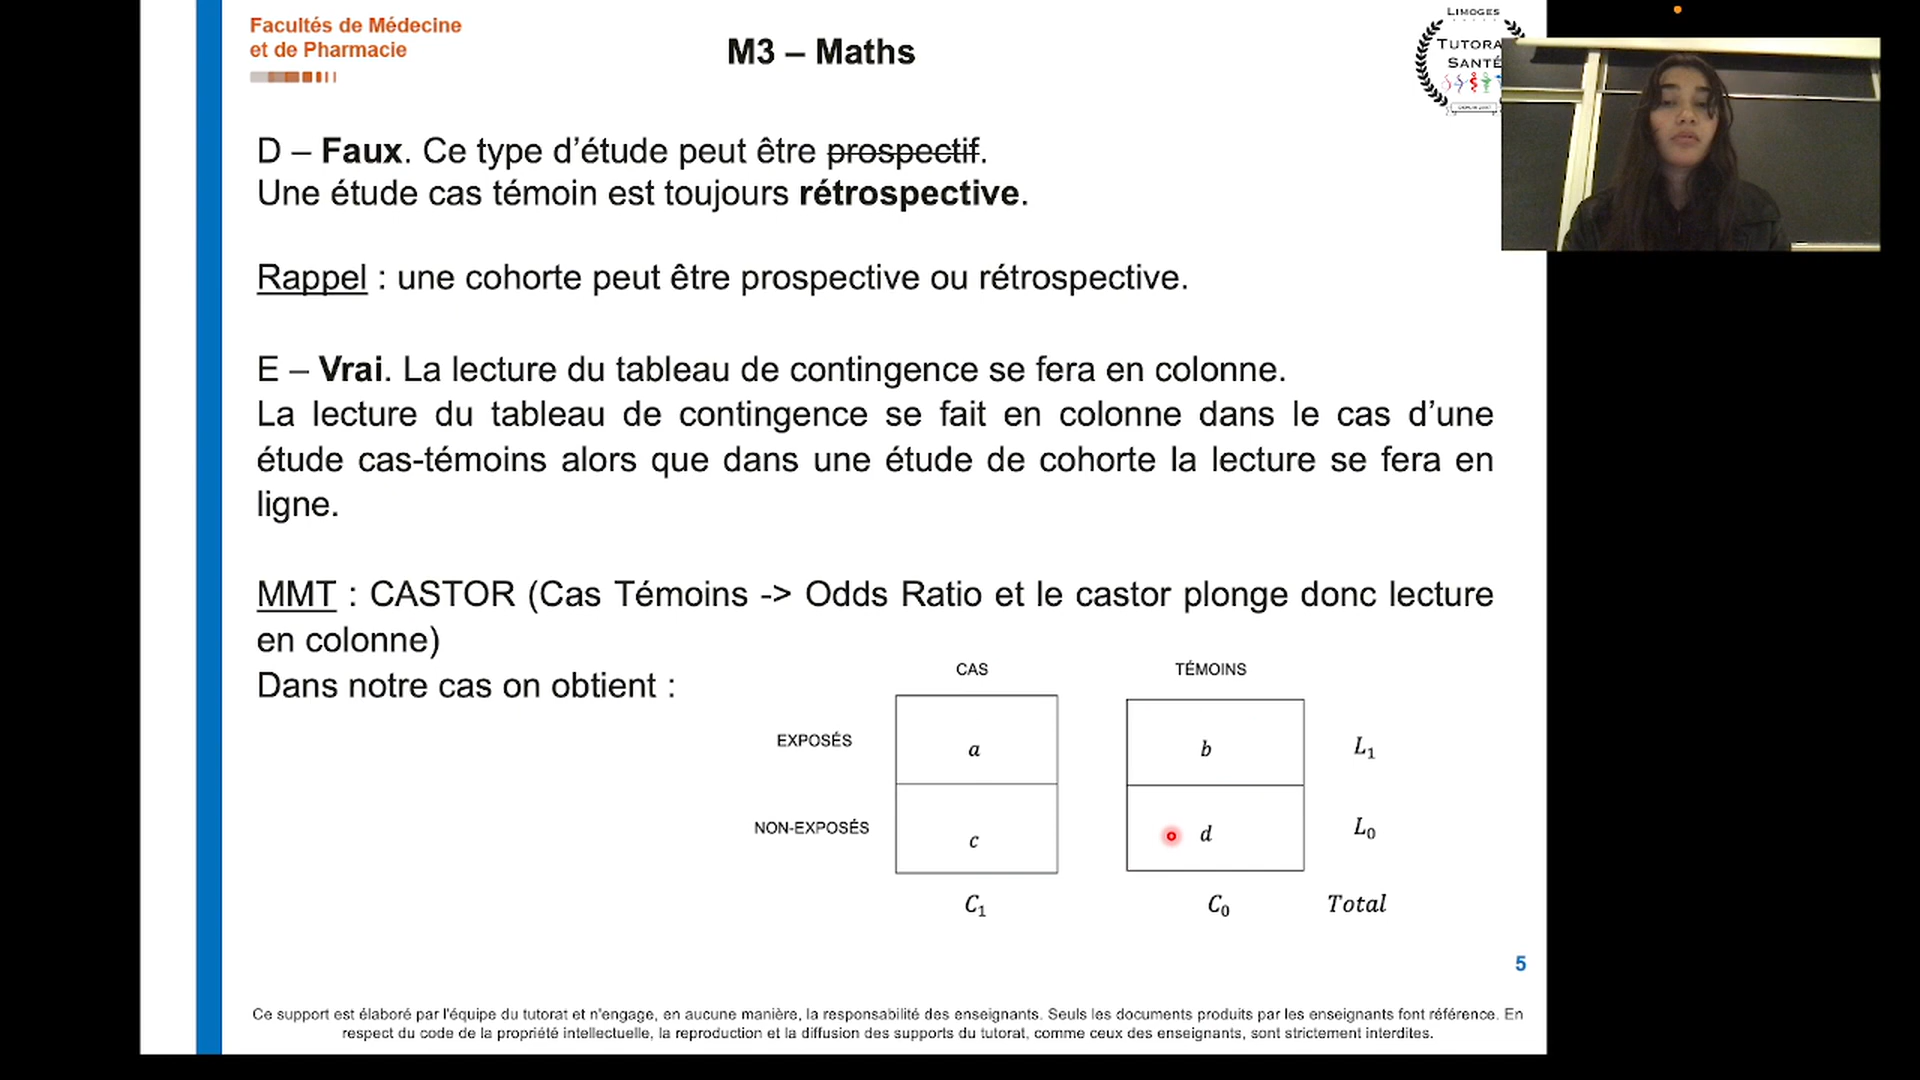 Facultés de Médecine
et de Pharmacie
M3 – Maths
LIMOGES
TUTORA
SANTÉ
D – Faux. Ce type d’étude peut être prospectif.
Une étude cas témoin est toujours rétrospective.
Rappel : une cohorte peut être prospective ou rétrospective.
E – Vrai. La lecture du tableau de contingence se fera en colonne.
La lecture du tableau de contingence se fait en colonne dans le cas d’une
étude cas-témoins alors que dans une étude de cohorte la lecture se fera en
ligne.
MMT : CASTOR (Cas Témoins -> Odds Ratio et le castor plonge donc lecture
en colonne)
Dans notre cas on obtient :
CAS TÉMOINS
EXPOSÉS a b L₁
NON-EXPOSÉS c d L₀
C₁ C₀ Total
5
Ce support est élaboré par l'équipe du tutorat et n'engage, en aucune manière, la responsabilité des enseignants. Seuls les documents produits par les enseignants font référence. En
respect du code de la propriété intellectuelle, la reproduction et la diffusion des supports du tutorat, comme ceux des enseignants, sont strictement interdites.